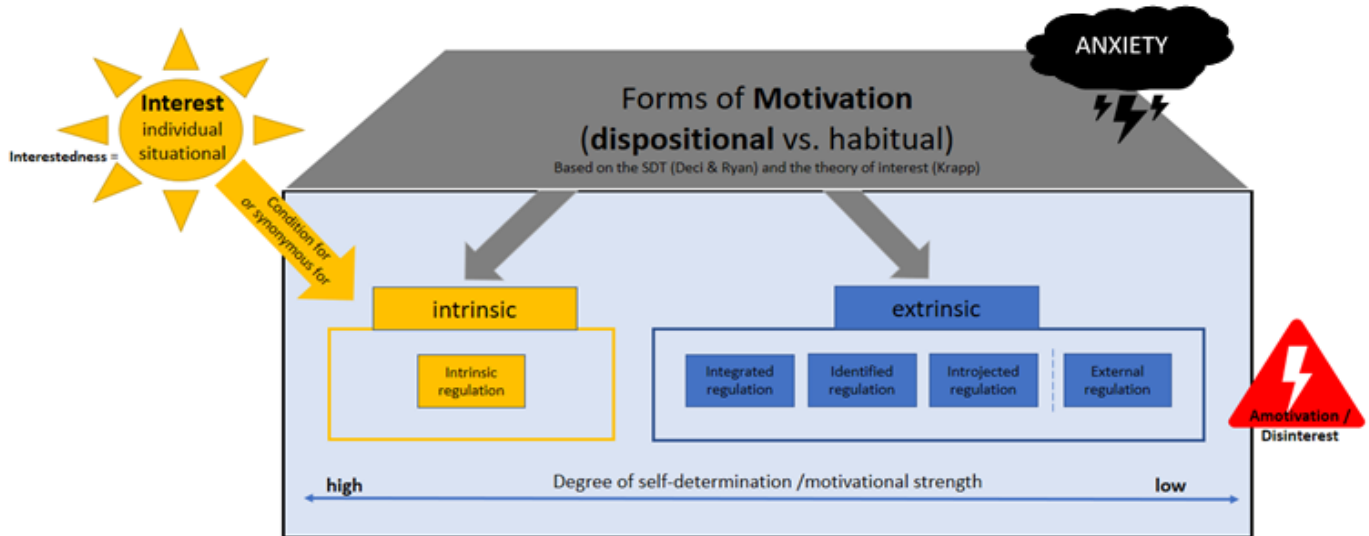 ANXIETY
Forms of Motivation
(dispositional vs. habitual)
Based on the SDT (Deci & Ryan) and the theory of interest (Krapp)
Interest
individual
situational
Interestedness =
Condition for
or synonymous for
intrinsic
Intrinsic
regulation
extrinsic
Integrated
regulation
Identified
regulation
Introjected
regulation
External
regulation
Amotivation /
Disinterest
high
Degree of self-determination /motivational strength
low